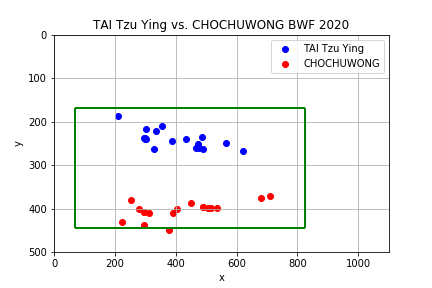 TAI Tzu Ying vs. CHOCHUWONG BWF 2020
TAI Tzu Ying
CHOCHUWONG
y
0
100
200
300
400
500
0 200 400 600 800 1000
x